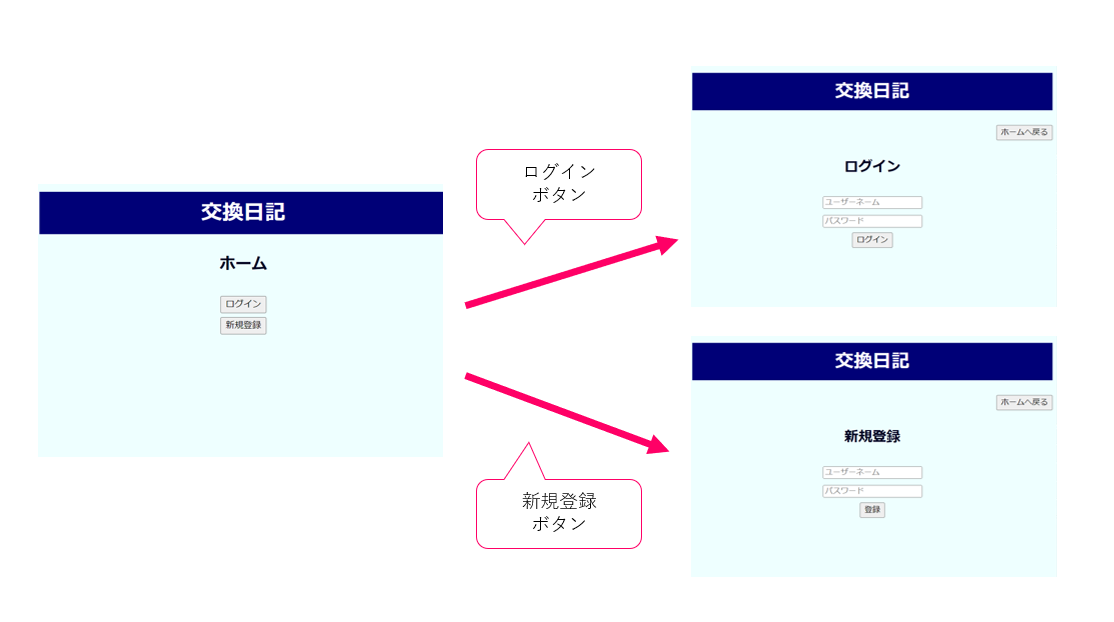 交換日記
ホーム
ログイン
新規登録
ログイン
ボタン
新規登録
ボタン
交換日記
ホームへ戻る
ログイン
ユーザーネーム
パスワード
ログイン
交換日記
ホームへ戻る
新規登録
ユーザーネーム
パスワード
登録